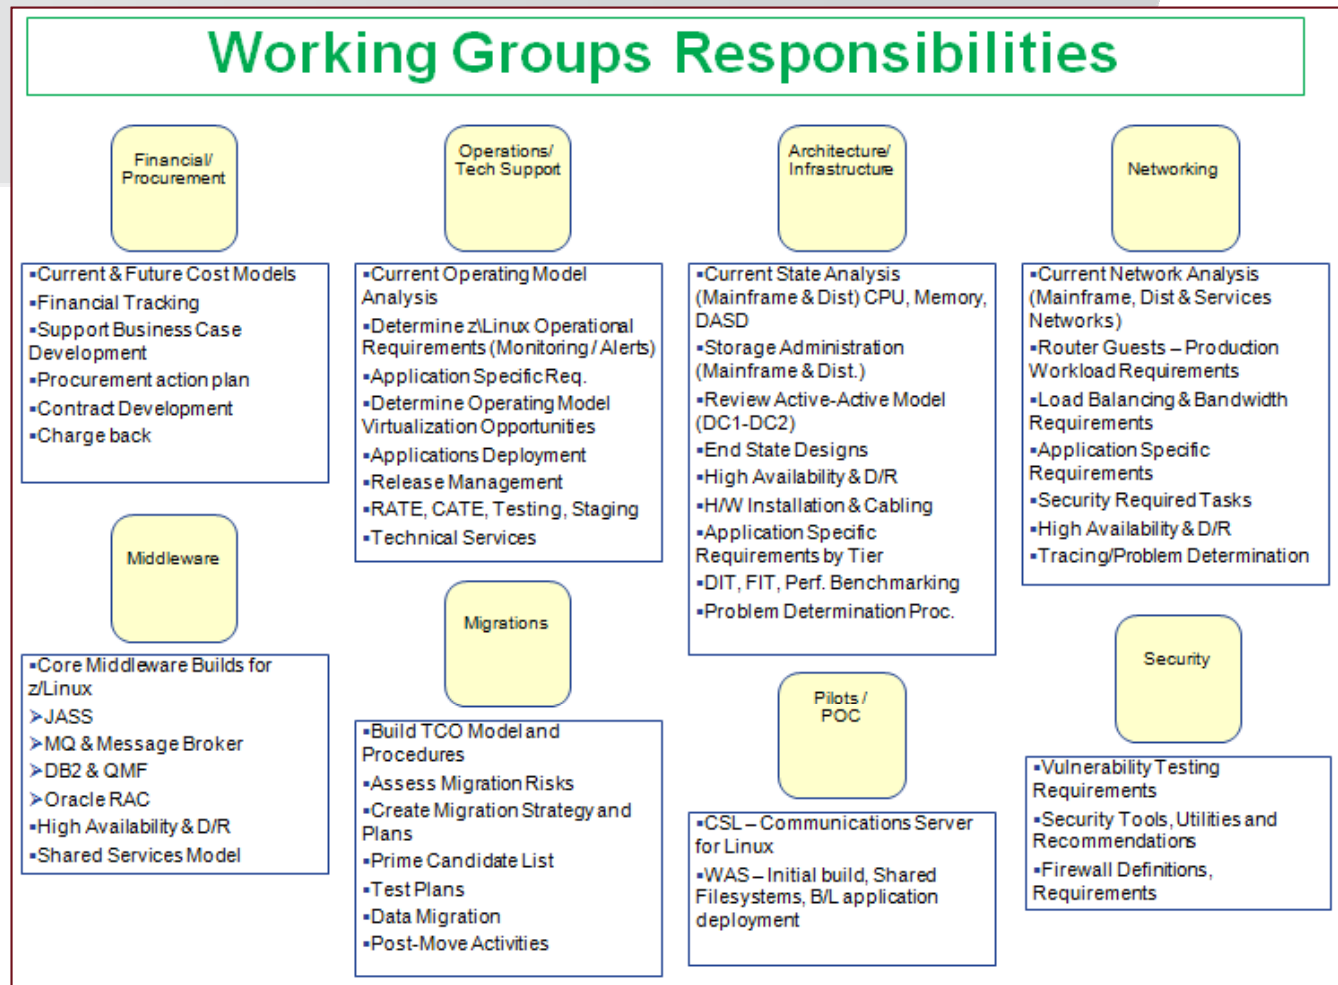 Working Groups Responsibilities
Financial/
Procurement
▪Current & Future Cost Models
▪Financial Tracking
▪Support Business Case
Development
▪Procurement action plan
▪Contract Development
▪Charge back
Middleware
▪Core Middleware Builds for
z/Linux
➢JASS
➢MQ & Message Broker
➢DB2 & QMF
➢Oracle RAC
▪High Availability & D/R
▪Shared Services Model
Operations/
Tech Support
▪Current Operating Model
Analysis
▪Determine z\Linux Operational
Requirements (Monitoring / Alerts)
▪Application Specific Req.
▪Determine Operating Model
Virtualization Opportunities
▪Applications Deployment
▪Release Management
▪RATE, CATE, Testing, Staging
▪Technical Services
Migrations
▪Build TCO Model and
Procedures
▪Assess Migration Risks
▪Create Migration Strategy and
Plans
▪Prime Candidate List
▪Test Plans
▪Data Migration
▪Post-Move Activities
Architecture/
Infrastructure
▪Current State Analysis
(Mainframe & Dist) CPU, Memory,
DASD
▪Storage Administration
(Mainframe & Dist.)
▪Review Active-Active Model
(DC1-DC2)
▪End State Designs
▪High Availability & D/R
▪H/W Installation & Cabling
▪Application Specific
Requirements by Tier
▪DIT, FIT, Perf. Benchmarking
▪Problem Determination Proc.
Pilots /
POC
▪CSL – Communications Server
for Linux
▪WAS – Initial build, Shared
Filesystems, B/L application
deployment
Networking
▪Current Network Analysis
(Mainframe, Dist & Services
Networks)
▪Router Guests – Production
Workload Requirements
▪Load Balancing & Bandwidth
Requirements
▪Application Specific
Requirements
▪Security Required Tasks
▪High Availability & D/R
▪Tracing/Problem Determination
Security
▪Vulnerability Testing
Requirements
▪Security Tools, Utilities and
Recommendations
▪Firewall Definitions,
Requirements